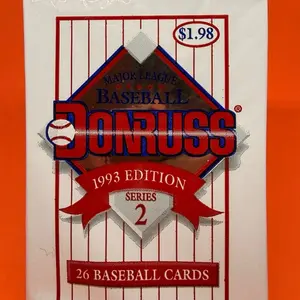 $1.98
MAJOR LEAGUE
BASEBALL
DONRUSS®
1993 EDITION
SERIES
2
26 BASEBALL CARDS